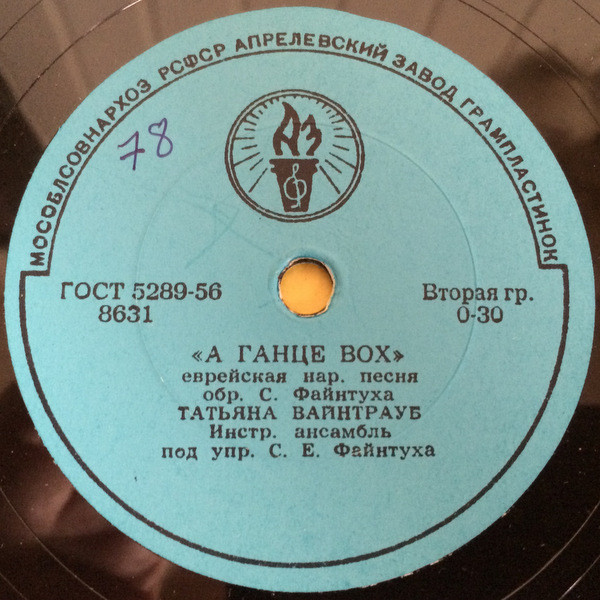 МОСОБЛСОВНАРХОЗ РСФСР АПРЕЛЕВСКИЙ ЗАВОД ГРАМПЛАСТИНОК
78
АЗ
ГОСТ 5289-56
8631
Вторая гр.
0-30
«А ГАНЦЕ ВОХ»
еврейская нар. песня
обр. С. Файнтуха
ТАТЬЯНА ВАЙНТРАУБ
Инстр. ансамбль
под упр. С. Е. Файнтуха